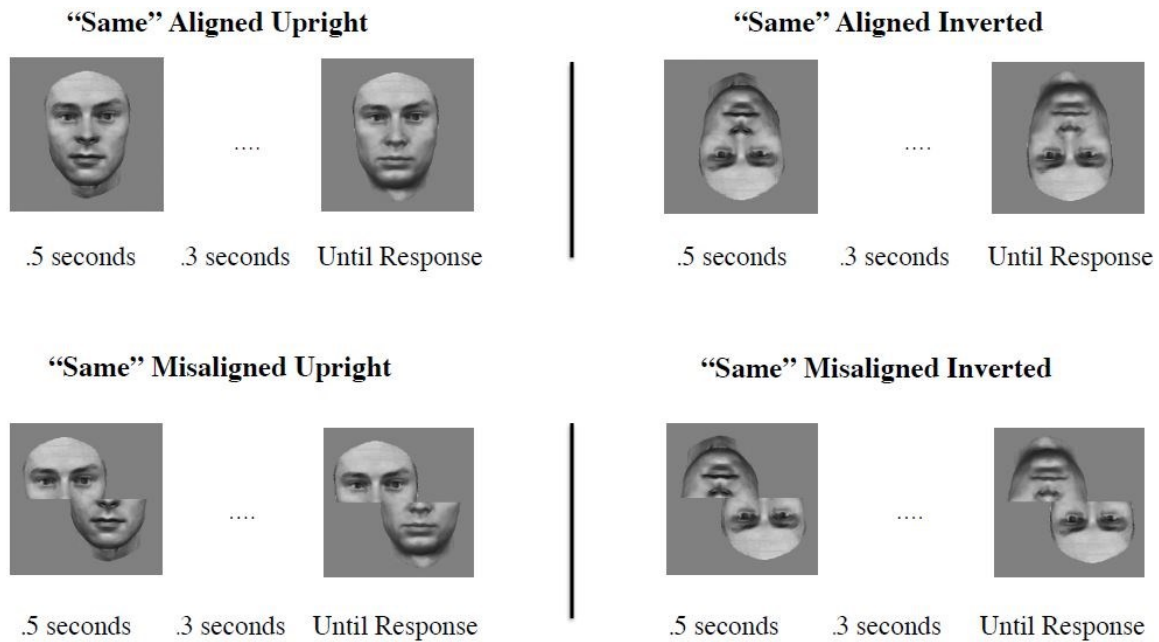 “Same” Aligned Upright
“Same” Aligned Inverted
....
....
.5 seconds .3 seconds Until Response
.5 seconds .3 seconds Until Response
“Same” Misaligned Upright
“Same” Misaligned Inverted
....
....
.5 seconds .3 seconds Until Response
.5 seconds .3 seconds Until Response